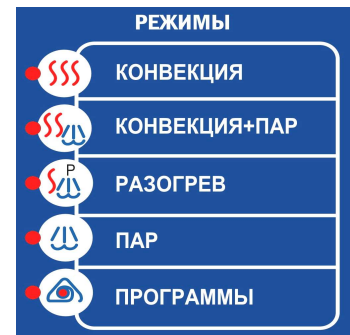 РЕЖИМЫ
КОНВЕКЦИЯ
КОНВЕКЦИЯ+ПАР
P
РАЗОГРЕВ
ПАР
ПРОГРАММЫ